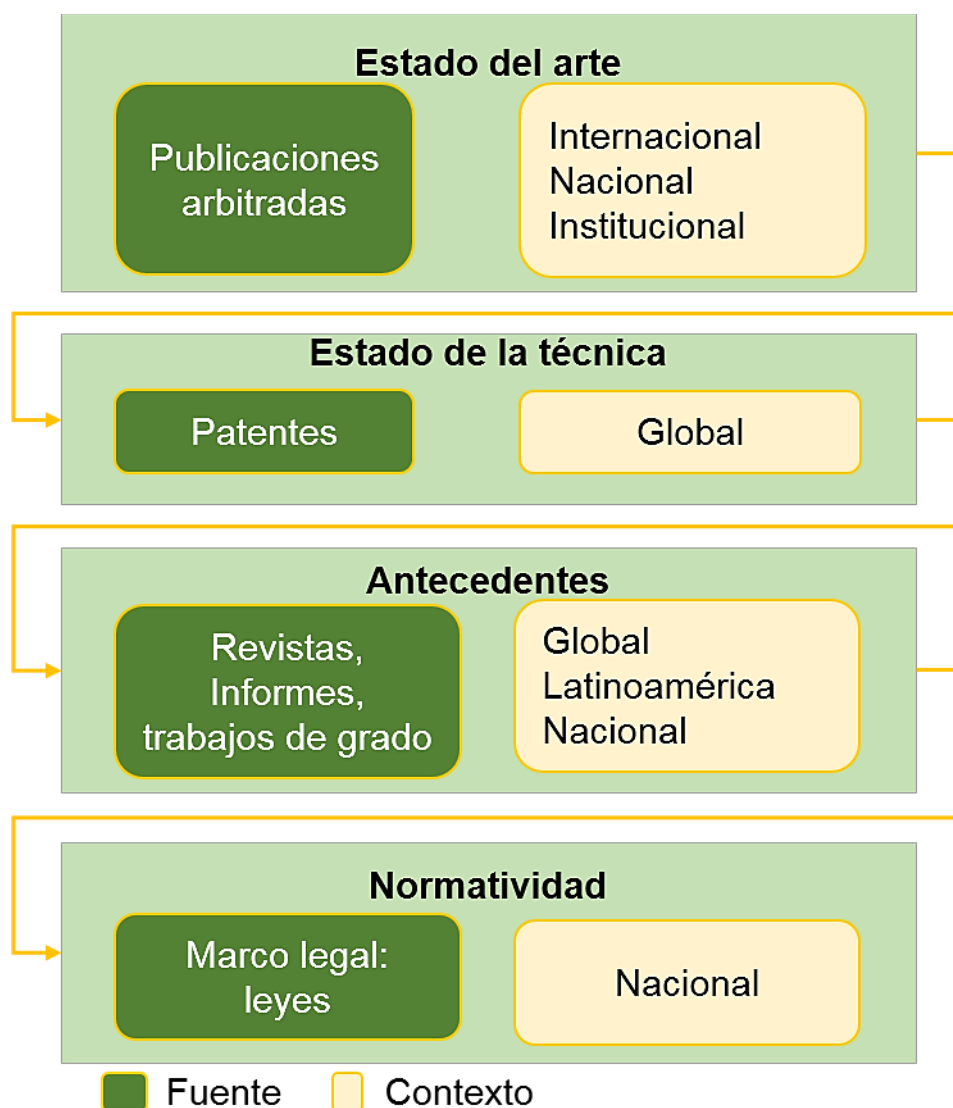 Estado del arte
Publicaciones
arbitradas
Internacional
Nacional
Institucional
Estado de la técnica
Patentes
Global
Antecedentes
Revistas,
Informes,
trabajos de grado
Global
Latinoamérica
Nacional
Normatividad
Marco legal:
leyes
Nacional
Fuente
Contexto